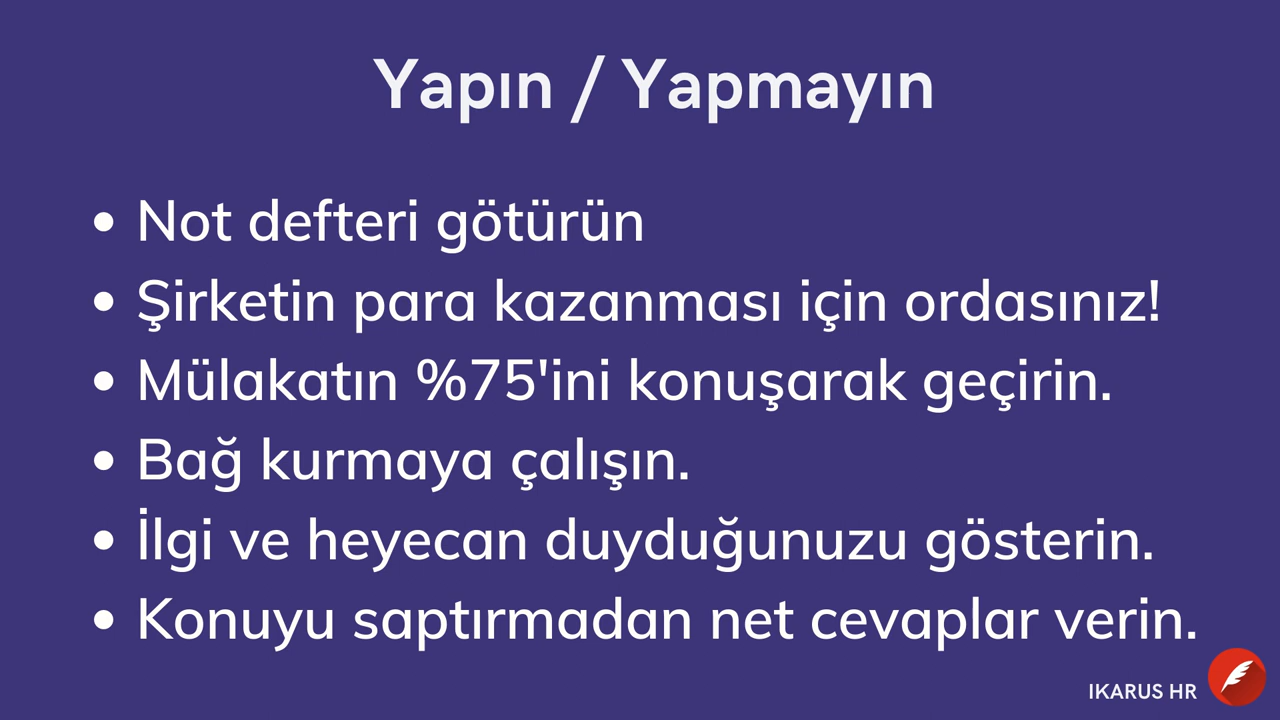 Yapın / Yapmayın
• Not defteri götürün
• Şirketin para kazanması için ordasınız!
• Mülakatın %75'ini konuşarak geçirin.
• Bağ kurmaya çalışın.
• İlgi ve heyecan duyduğunuzu gösterin.
• Konuyu saptırmadan net cevaplar verin.
IKARUS HR